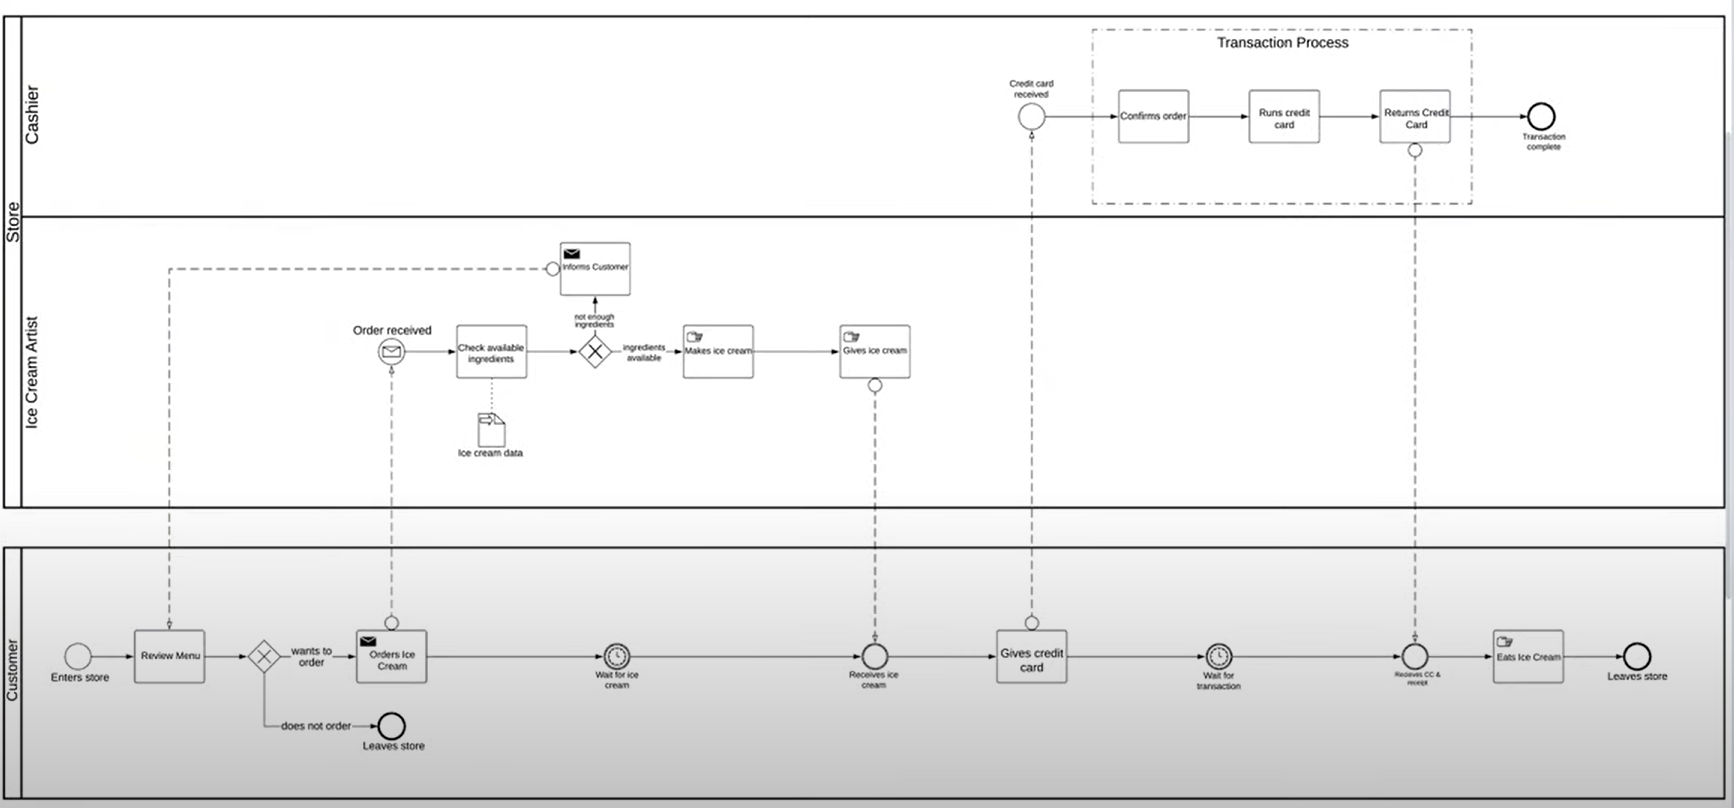 Store
Cashier
Transaction Process
Credit card
received
Confirms order
Runs credit
card
Returns Credit
Card
Transaction
complete
Ice Cream Artist
Informs Customer
not enough
ingredients
Order received
Check available
ingredients
ingredients
available
Makes ice cream
Gives ice cream
Ice cream data
Customer
Enters store
Review Menu
wants to
order
Orders Ice
Cream
Wait for ice
cream
Receives ice
cream
Gives credit
card
Wait for
transaction
Receives CC &
receipt
Eats Ice Cream
Leaves store
does not order
Leaves store